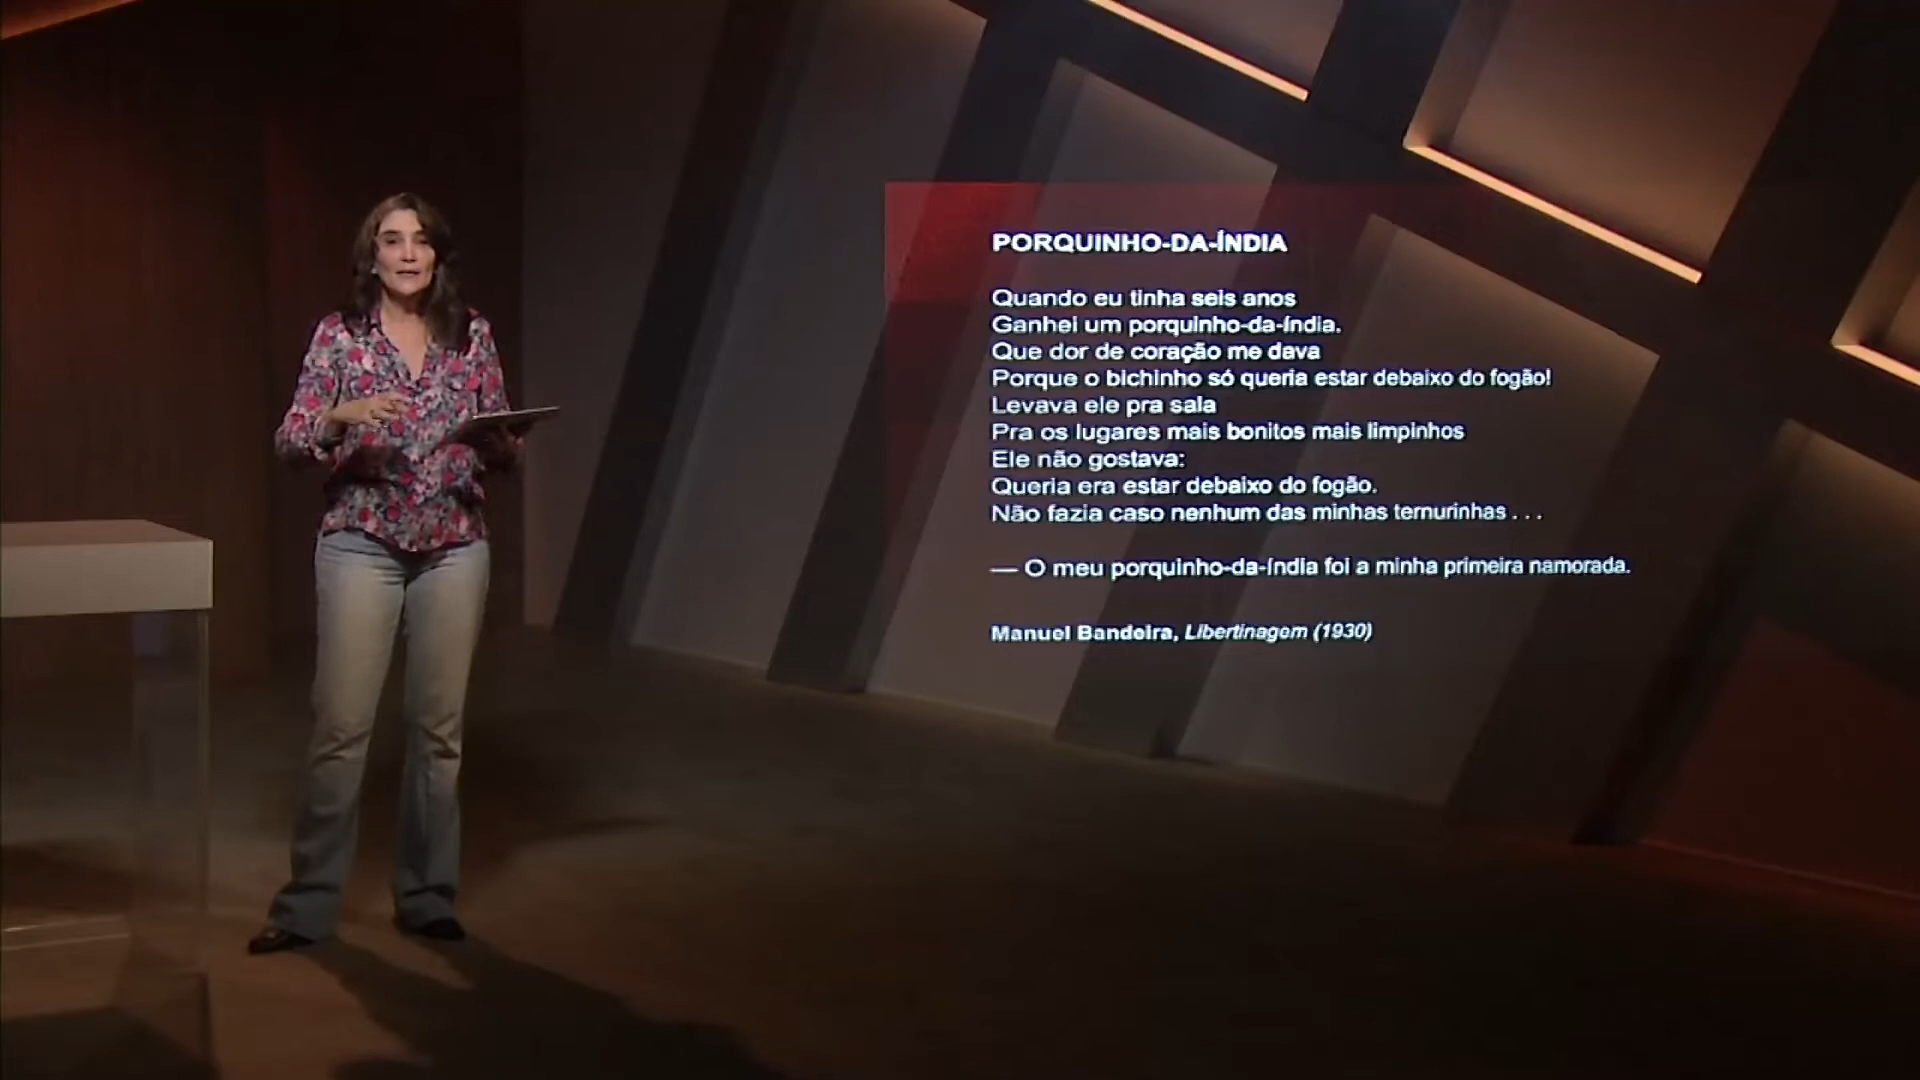 PORQUINHO-DA-ÍNDIA
Quando eu tinha seis anos
Ganhei um porquinho-da-índia.
Que dor de coração me dava
Porque o bichinho só queria estar debaixo do fogão!
Levava ele pra sala
Pra os lugares mais bonitos mais limpinhos
Ele não gostava:
Queria era estar debaixo do fogão.
Não fazia caso nenhum das minhas ternurinhas . . .
— O meu porquinho-da-índia foi a minha primeira namorada.
Manuel Bandeira, Libertinagem (1930)